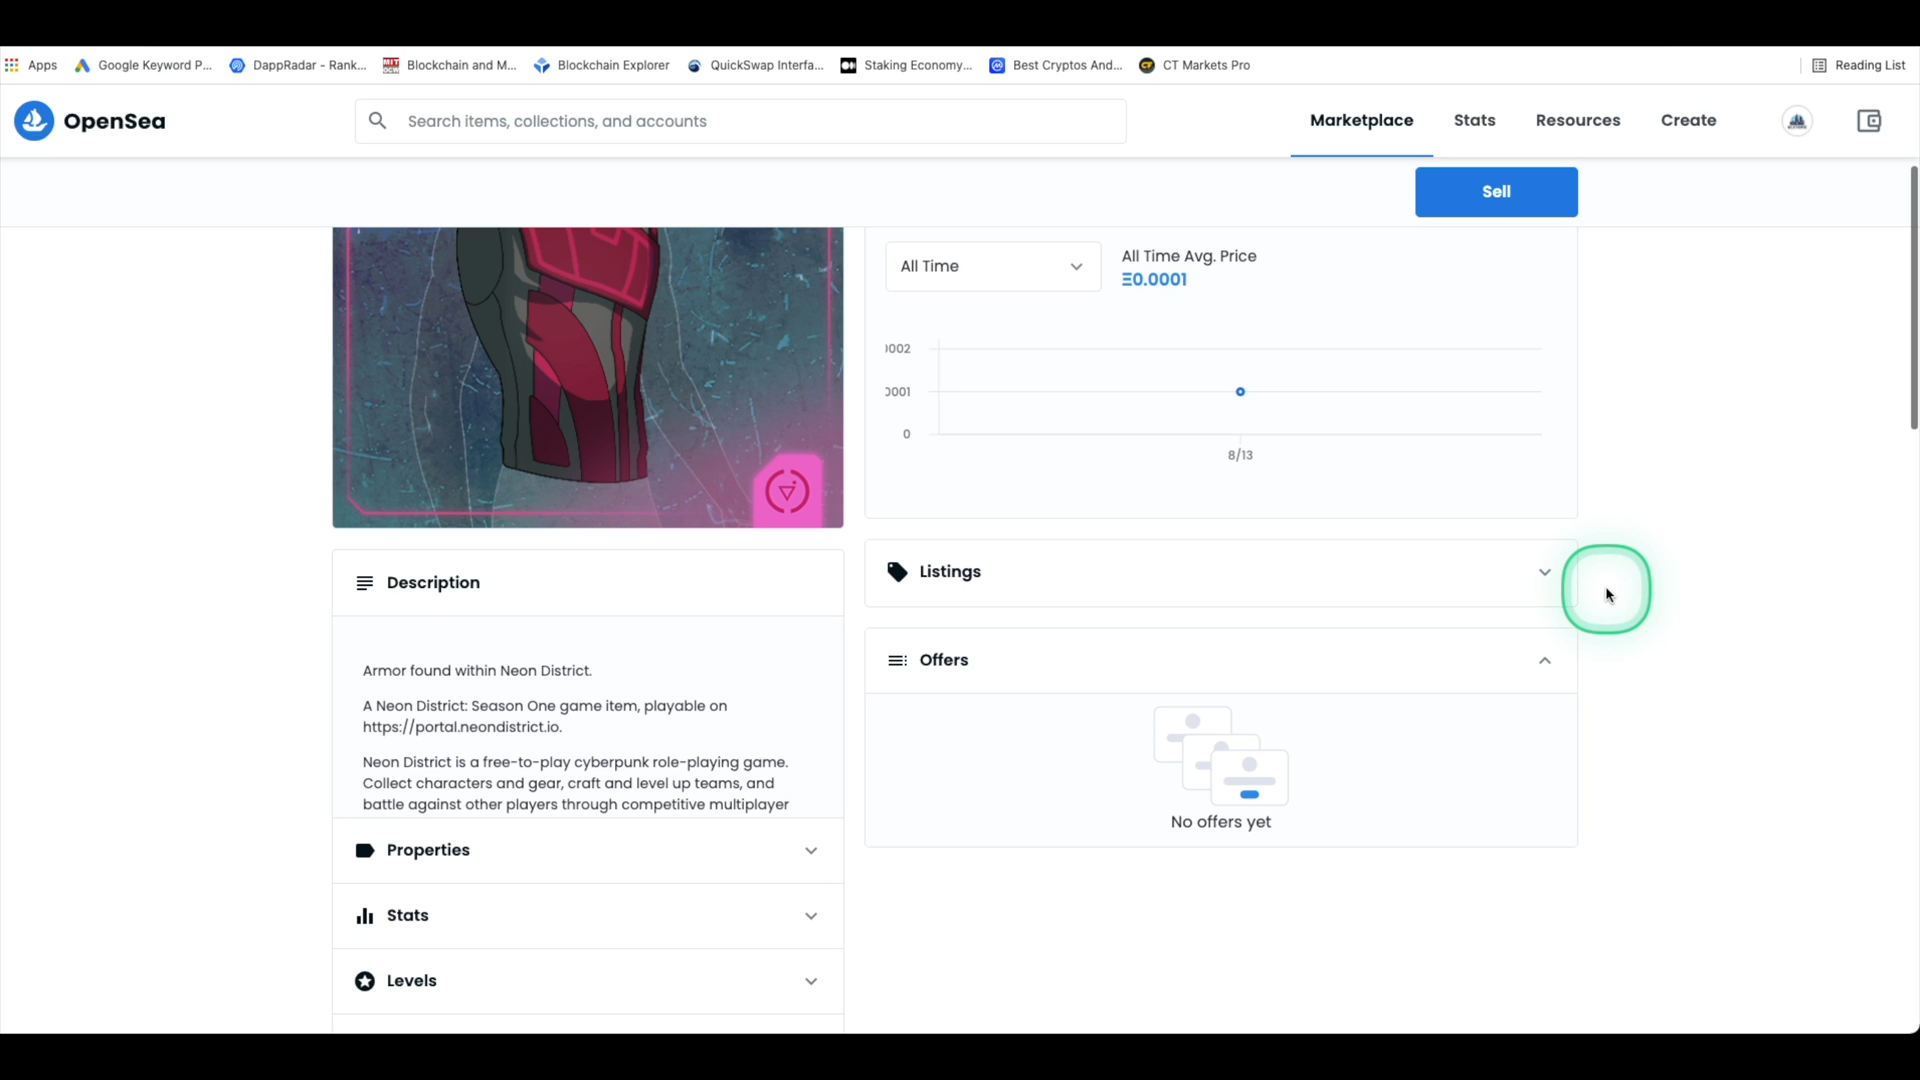 Apps
Google Keyword P...
DappRadar - Rank...
Blockchain and M...
Blockchain Explorer
QuickSwap Interfa...
Staking Economy...
Best Cryptos And...
CT Markets Pro
Reading List
OpenSea
Search items, collections, and accounts
Marketplace
Stats
Resources
Create
Sell
All Time
All Time Avg. Price
Ξ0.0001
0002
0001
0
8/13
Listings
Offers
No offers yet
Description
Armor found within Neon District.
A Neon District: Season One game item, playable on
https://portal.neondistrict.io.
Neon District is a free-to-play cyberpunk role-playing game.
Collect characters and gear, craft and level up teams, and
battle against other players through competitive multiplayer
Properties
Stats
Levels